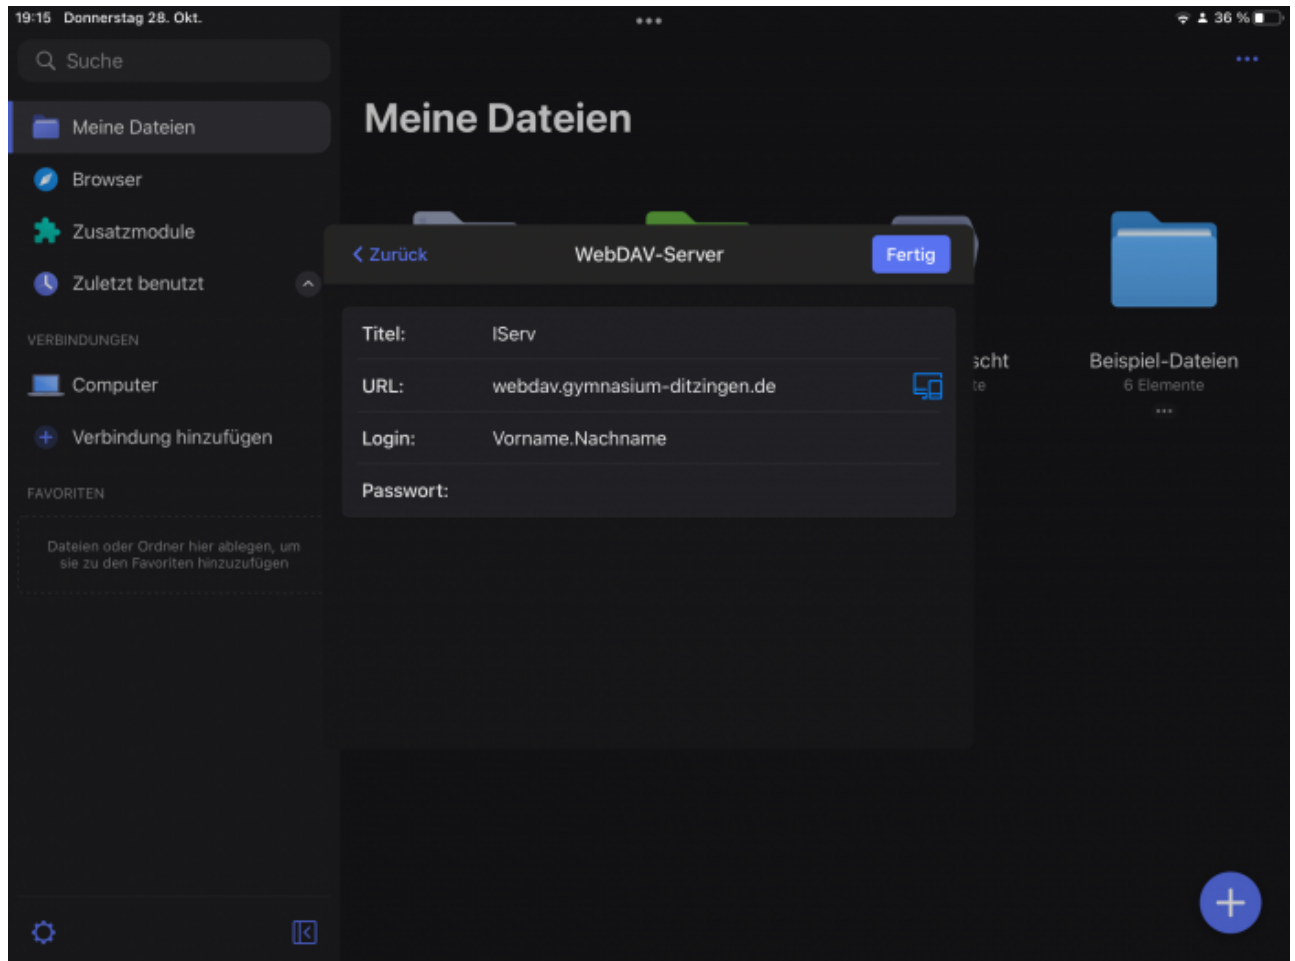 19:15 Donnerstag 28. Okt.
36 %
Suche
Meine Dateien
Browser
Zusatzmodule
Zuletzt benutzt
VERBINDUNGEN
Computer
Verbindung hinzufügen
FAVORITEN
Dateien oder Ordner hier ablegen, um
sie zu den Favoriten hinzuzufügen
Meine Dateien
Zurück WebDAV-Server Fertig
Titel: IServ
URL: webdav.gymnasium-ditzingen.de
Login: Vorname.Nachname
Passwort:
scht
te
Beispiel-Dateien
6 Elemente